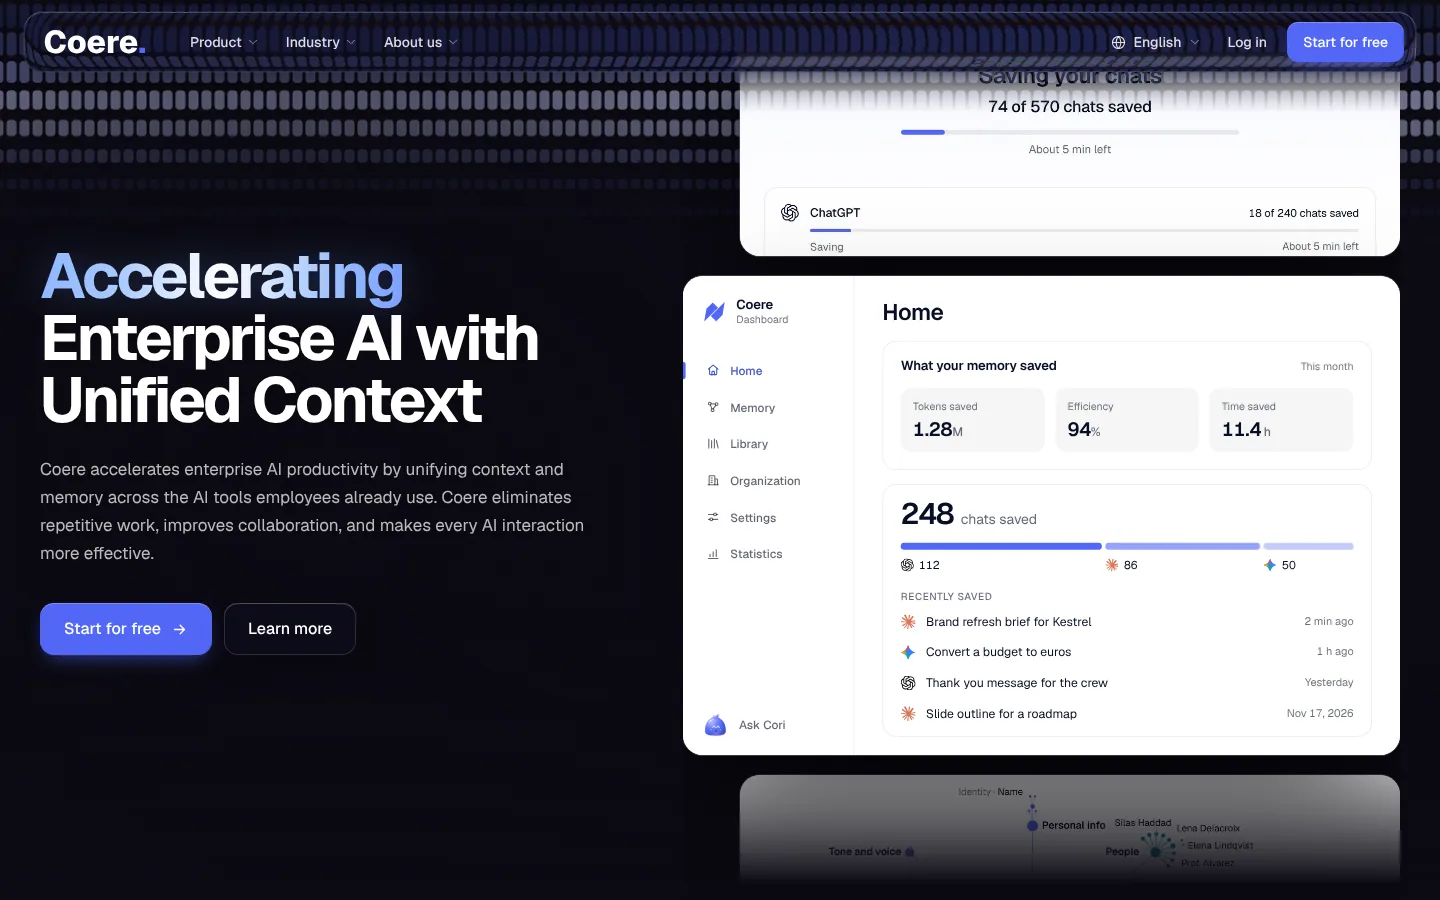 Coere.
Product
Industry
About us
English
Log in
Start for free
Accelerating
Enterprise AI with
Unified Context
Coere accelerates enterprise AI productivity by unifying context and
memory across the AI tools employees already use. Coere eliminates
repetitive work, improves collaboration, and makes every AI interaction
more effective.
Start for free →
Learn more
Saving your chats
74 of 570 chats saved
About 5 min left
ChatGPT
18 of 240 chats saved
Saving
About 5 min left
Coere
Dashboard
Home
Memory
Library
Organization
Settings
Statistics
Ask Cori
Home
What your memory saved
This month
Tokens saved
1.28M
Efficiency
94%
Time saved
11.4 h
248 chats saved
112
86
50
RECENTLY SAVED
Brand refresh brief for Kestrel
2 min ago
Convert a budget to euros
1 h ago
Thank you message for the crew
Yesterday
Slide outline for a roadmap
Nov 17, 2026
Identity · Name
Personal info
Silas Haddad
Lena Delacroix
Elena Lindqvist
Tone and voice
People
Prof. Alvarez